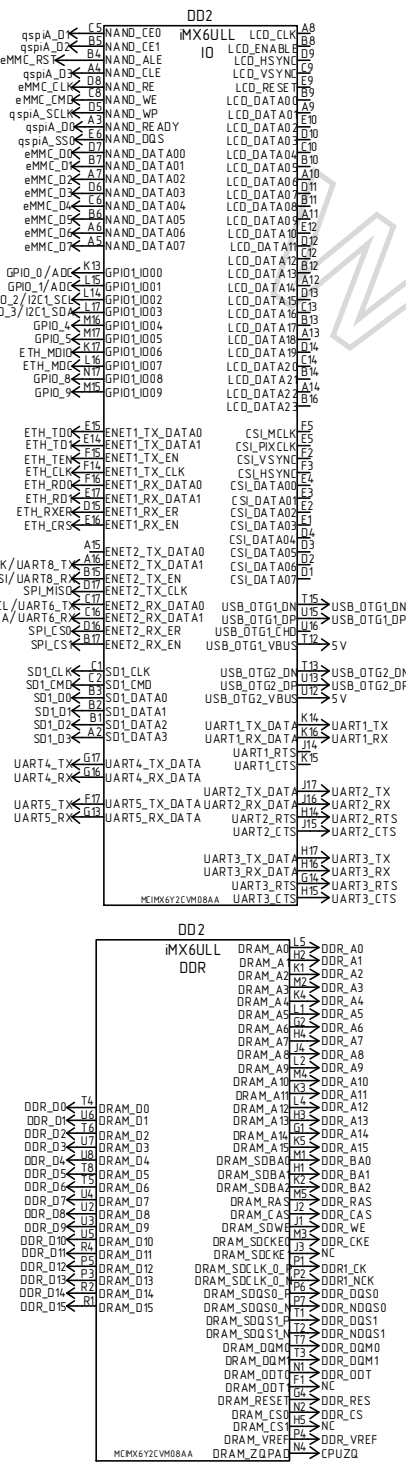 DD2
iMX6ULL
IO
qspiA_D1 C5 NAND_CE0
qspiA_D2 B5 NAND_CE1
eMMC_RST B4 NAND_ALE
qspiA_D3 A4 NAND_CLE
eMMC_CLK D8 NAND_RE
eMMC_CMD C8 NAND_WE
qspiA_SCLK D5 NAND_WP
qspiA_D0 A3 NAND_READY
qspiA_SS0 E6 NAND_DQS
eMMC_D0 D7 NAND_DATA00
eMMC_D1 B7 NAND_DATA01
eMMC_D2 A7 NAND_DATA02
eMMC_D3 D6 NAND_DATA03
eMMC_D4 C6 NAND_DATA04
eMMC_D5 B6 NAND_DATA05
eMMC_D6 A6 NAND_DATA06
eMMC_D7 A5 NAND_DATA07
GPIO_0/ADC K13 GPIO1_IO00
GPIO_1/ADC L15 GPIO1_IO01
O_2/I2C1_SCL L14 GPIO1_IO02
_3/I2C1_SDA L17 GPIO1_IO03
GPIO_4 M16 GPIO1_IO04
GPIO_5 M17 GPIO1_IO05
ETH_MDIO K17 GPIO1_IO06
ETH_MDC L16 GPIO1_IO07
GPIO_8 N17 GPIO1_IO08
GPIO_9 M15 GPIO1_IO09
ETH_TD0 E15 ENET1_TX_DATA0
ETH_TD1 E14 ENET1_TX_DATA1
ETH_TEN F15 ENET1_TX_EN
ETH_CLK F14 ENET1_TX_CLK
ETH_RD0 F16 ENET1_RX_DATA0
ETH_RD1 E17 ENET1_RX_DATA1
ETH_RXER D15 ENET1_RX_ER
ETH_CRS E16 ENET1_RX_EN
A15 ENET2_TX_DATA0
K/UART8_TX A16 ENET2_TX_DATA1
SI/UART8_RX B15 ENET2_TX_EN
SPI_MISO D17 ENET2_TX_CLK
CL/UART6_TX C17 ENET2_RX_DATA0
A/UART6_RX C16 ENET2_RX_DATA1
SPI_CS0 D16 ENET2_RX_ER
SPI_CS1 B17 ENET2_RX_EN
SD1_CLK C1 SD1_CLK
SD1_CMD C2 SD1_CMD
SD1_D0 B3 SD1_DATA0
SD1_D1 B2 SD1_DATA1
SD1_D2 B1 SD1_DATA2
SD1_D3 A2 SD1_DATA3
UART4_TX G17 UART4_TX_DATA
UART4_RX G16 UART4_RX_DATA
UART5_TX F17 UART5_TX_DATA
UART5_RX G13 UART5_RX_DATA
LCD_CLK A8
LCD_ENABLE B8
LCD_HSYNC D9
LCD_VSYNC C9
LCD_RESET E9
LCD_DATA00 B9
LCD_DATA01 A9
LCD_DATA02 E10
LCD_DATA03 D10
LCD_DATA04 C10
LCD_DATA05 B10
LCD_DATA06 A10
LCD_DATA07 D11
LCD_DATA08 B11
LCD_DATA09 A11
LCD_DATA10 E12
LCD_DATA11 D12
LCD_DATA12 C12
LCD_DATA13 B12
LCD_DATA14 A12
LCD_DATA15 D13
LCD_DATA16 C13
LCD_DATA17 B13
LCD_DATA18 A13
LCD_DATA19 D14
LCD_DATA20 C14
LCD_DATA21 B14
LCD_DATA22 A14
LCD_DATA23 B16
CSI_MCLK F5
CSI_PIXCLK E5
CSI_VSYNC F2
CSI_HSYNC F3
CSI_DATA00 E4
CSI_DATA01 E3
CSI_DATA02 E2
CSI_DATA03 E1
CSI_DATA04 D4
CSI_DATA05 D3
CSI_DATA06 D2
CSI_DATA07 D1
USB_OTG1_DN T15 USB_OTG1_DN
USB_OTG1_DP U15 USB_OTG1_DP
USB_OTG1_CHD U16
USB_OTG1_VBUS T12 5V
USB_OTG2_DN T13 USB_OTG2_DN
USB_OTG2_DP U13 USB_OTG2_DP
USB_OTG2_VBUS U12 5V
UART1_TX_DATA K14 UART1_TX
UART1_RX_DATA K16 UART1_RX
UART1_RTS J14
UART1_CTS K15
UART2_TX_DATA J17 UART2_TX
UART2_RX_DATA J16 UART2_RX
UART2_RTS H14 UART2_RTS
UART2_CTS J15 UART2_CTS
UART3_TX_DATA H17 UART3_TX
UART3_RX_DATA H16 UART3_RX
UART3_RTS G14 UART3_RTS
UART3_CTS H15 UART3_CTS
MCIMX6Y2CVM08AA
DD2
iMX6ULL
DDR
DDR_D0 T4 DRAM_D0
DDR_D1 U6 DRAM_D1
DDR_D2 T6 DRAM_D2
DDR_D3 U7 DRAM_D3
DDR_D4 U8 DRAM_D4
DDR_D5 T8 DRAM_D5
DDR_D6 T5 DRAM_D6
DDR_D7 U4 DRAM_D7
DDR_D8 U2 DRAM_D8
DDR_D9 U3 DRAM_D9
DDR_D10 U5 DRAM_D10
DDR_D11 R4 DRAM_D11
DDR_D12 P5 DRAM_D12
DDR_D13 P3 DRAM_D13
DDR_D14 R2 DRAM_D14
DDR_D15 R1 DRAM_D15
DRAM_A0 L5 DDR_A0
DRAM_A1 H2 DDR_A1
DRAM_A2 K1 DDR_A2
DRAM_A3 M2 DDR_A3
DRAM_A4 K4 DDR_A4
DRAM_A5 L1 DDR_A5
DRAM_A6 G2 DDR_A6
DRAM_A7 H4 DDR_A7
DRAM_A8 J4 DDR_A8
DRAM_A9 L2 DDR_A9
DRAM_A10 M4 DDR_A10
DRAM_A11 K3 DDR_A11
DRAM_A12 L4 DDR_A12
DRAM_A13 H3 DDR_A13
DRAM_A14 G1 DDR_A14
DRAM_A15 K5 DDR_A15
DRAM_SDBA0 M1 DDR_BA0
DRAM_SDBA1 H1 DDR_BA1
DRAM_SDBA2 K2 DDR_BA2
DRAM_RAS M5 DDR_RAS
DRAM_CAS J2 DDR_CAS
DRAM_SDWE J1 DDR_WE
DRAM_SDCKE0 M3 DDR_CKE
DRAM_SDCKE1 J3 NC
DRAM_SDCLK_0_P P1 DDR1_CK
DRAM_SDCLK_0_N P2 DDR1_NCK
DRAM_SDQS0_P P6 DDR_DQS0
DRAM_SDQS0_N P7 DDR_NDQS0
DRAM_SDQS1_P T1 DDR_DQS1
DRAM_SDQS1_N T2 DDR_NDQS1
DRAM_DQM0 T7 DDR_DQM0
DRAM_DQM1 T3 DDR_DQM1
DRAM_ODT0 N1 DDR_ODT
DRAM_ODT1 F1 NC
DRAM_RESET G4 DDR_RES
DRAM_CS0 N2 DDR_CS
DRAM_CS1 H5 NC
DRAM_VREF P4 DDR_VREF
DRAM_ZQPAD N4 CPUZQ
MCIMX6Y2CVM08AA